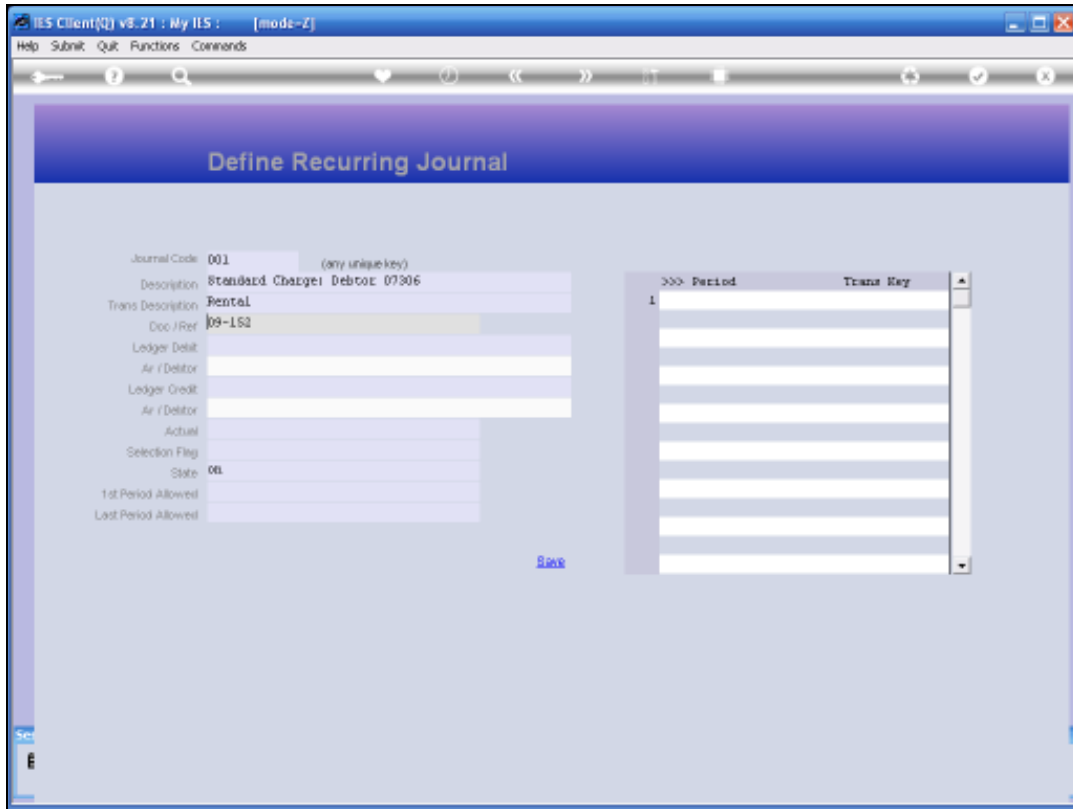 IES Client(Q) v8.21 : My IES : [mode-Z]
Help Submit Quit Functions Commands
Define Recurring Journal
Journal Code 001 (any unique key)
Description Standard Charge: Debtor 07306
Trans Description Rental
Doc / Ref 09-152
Ledger Debit
Ar / Debtor
Ledger Credit
Ar / Debtor
Actual
Selection Flag
State on
1st Period Allowed
Last Period Allowed
Save
>>> Period Trans Key
1